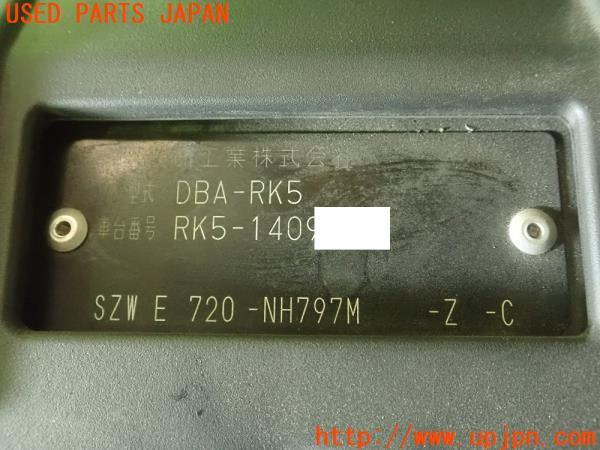 USED PARTS JAPAN
工業株式会社
型式 DBA-RK5
車台番号 RK5-1409
SZW E 720 -NH797M -Z -C
http://www.upjpn.com/